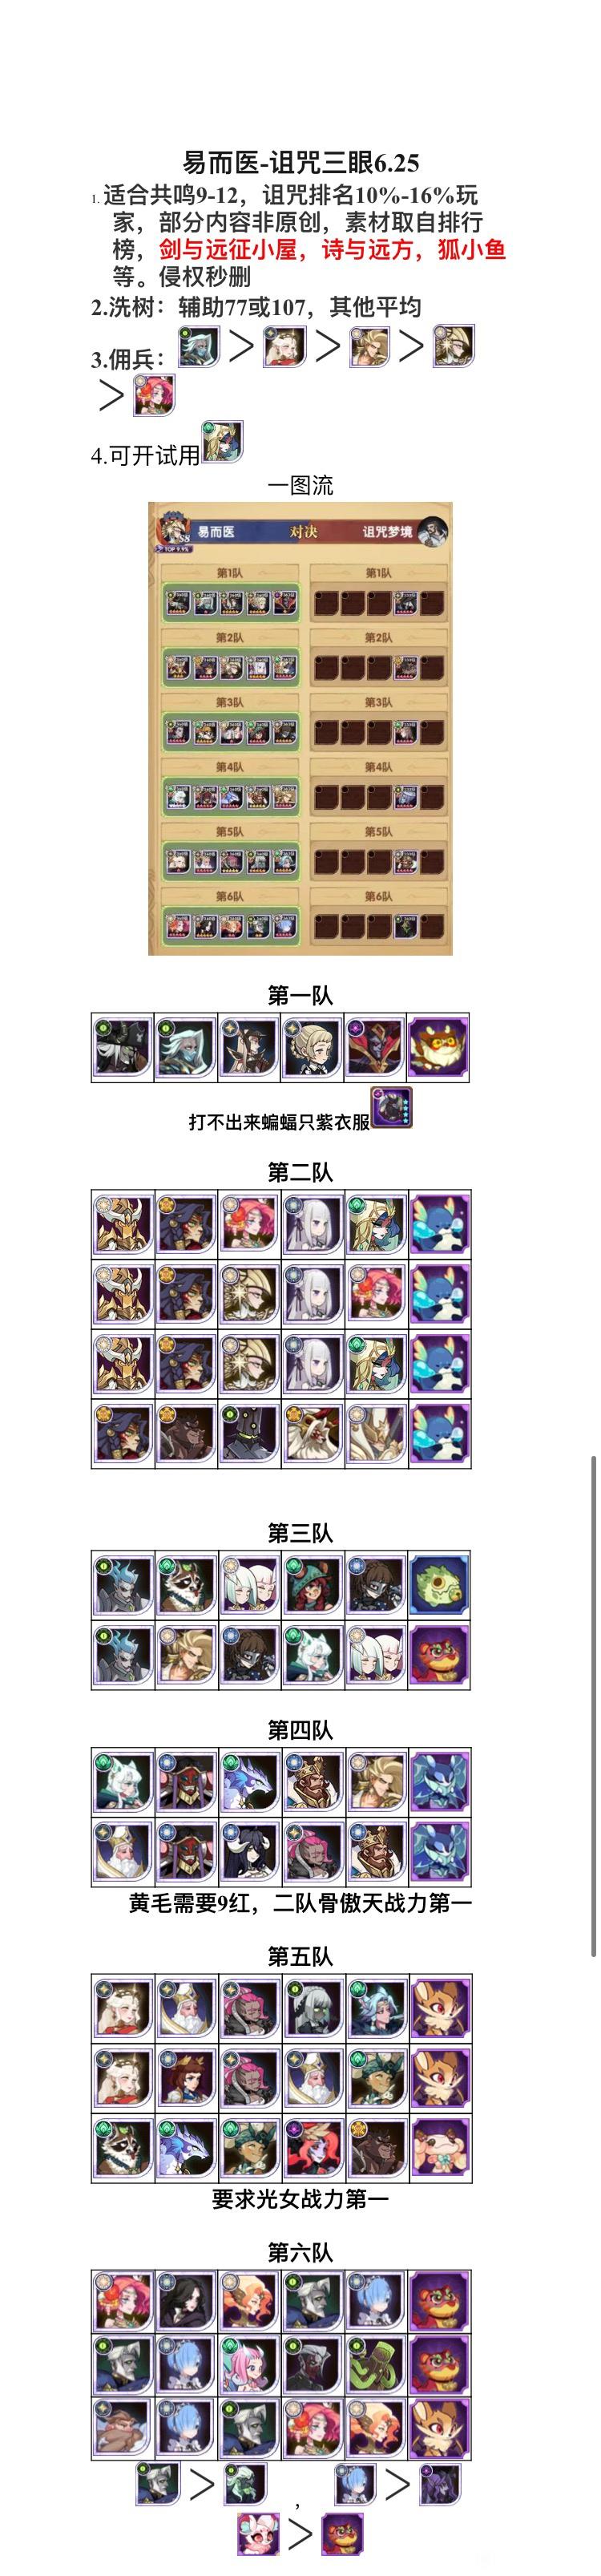 易而医-诅咒三眼6.25
1. 适合共鸣9-12，诅咒排名10%-16%玩
家，部分内容非原创，素材取自排行
榜，剑与远征小屋，诗与远方，狐小鱼
等。侵权秒删
2.洗树：辅助77或107，其他平均
3.佣兵： > > >
>
4.可开试用
一图流
易而医 对决 诅咒梦境
TOP 9.9%
第1队 第1队
第2队 第2队
第3队 第3队
第4队 第4队
第5队 第5队
第6队 第6队
第一队
打不出来蝙蝠只紫衣服
第二队
第三队
第四队
黄毛需要9红，二队骨傲天战力第一
第五队
要求光女战力第一
第六队
> ， >
>